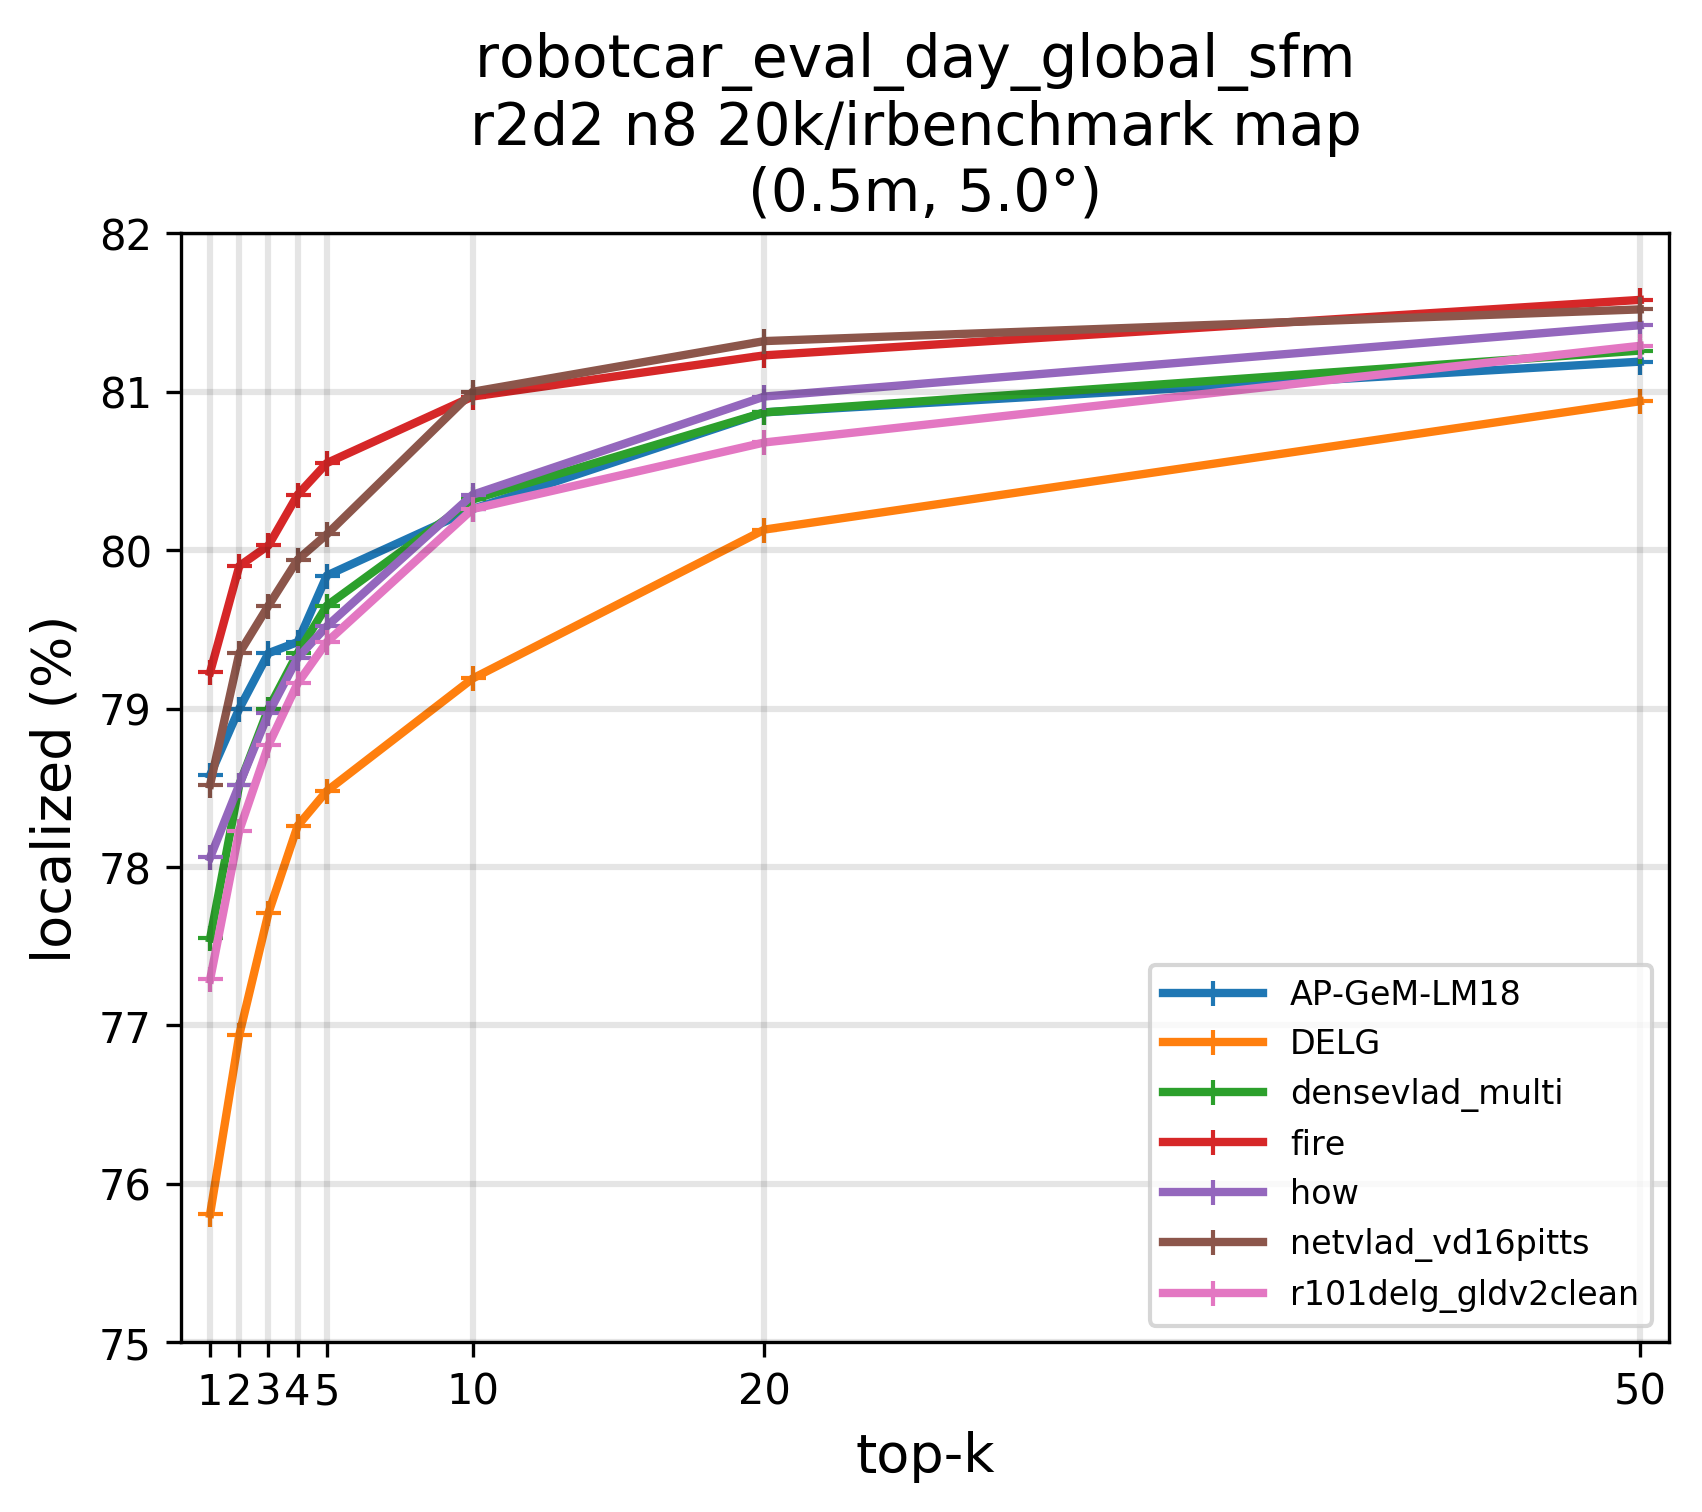 robotcar_eval_day_global_sfm
r2d2 n8 20k/irbenchmark map
(0.5m, 5.0°)
localized (%)
82
81
80
79
78
77
76
75
1 2 3 4 5 10 20 50
top-k
AP-GeM-LM18
DELG
densevlad_multi
fire
how
netvlad_vd16pitts
r101delg_gldv2clean